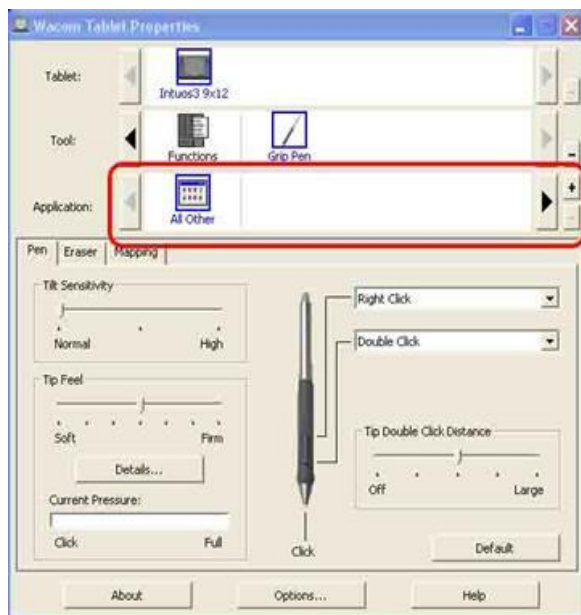 Wacom Tablet Properties
Tablet:
Intuos3 9x12
Tool:
Functions Grip Pen
Application:
All Other
Pen Eraser Mapping
Tilt Sensitivity
Normal High
Right Click
Double Click
Tip Feel
Soft Firm
Details...
Tip Double Click Distance
Off Large
Current Pressure:
Click Full
Click
Default
About Options... Help